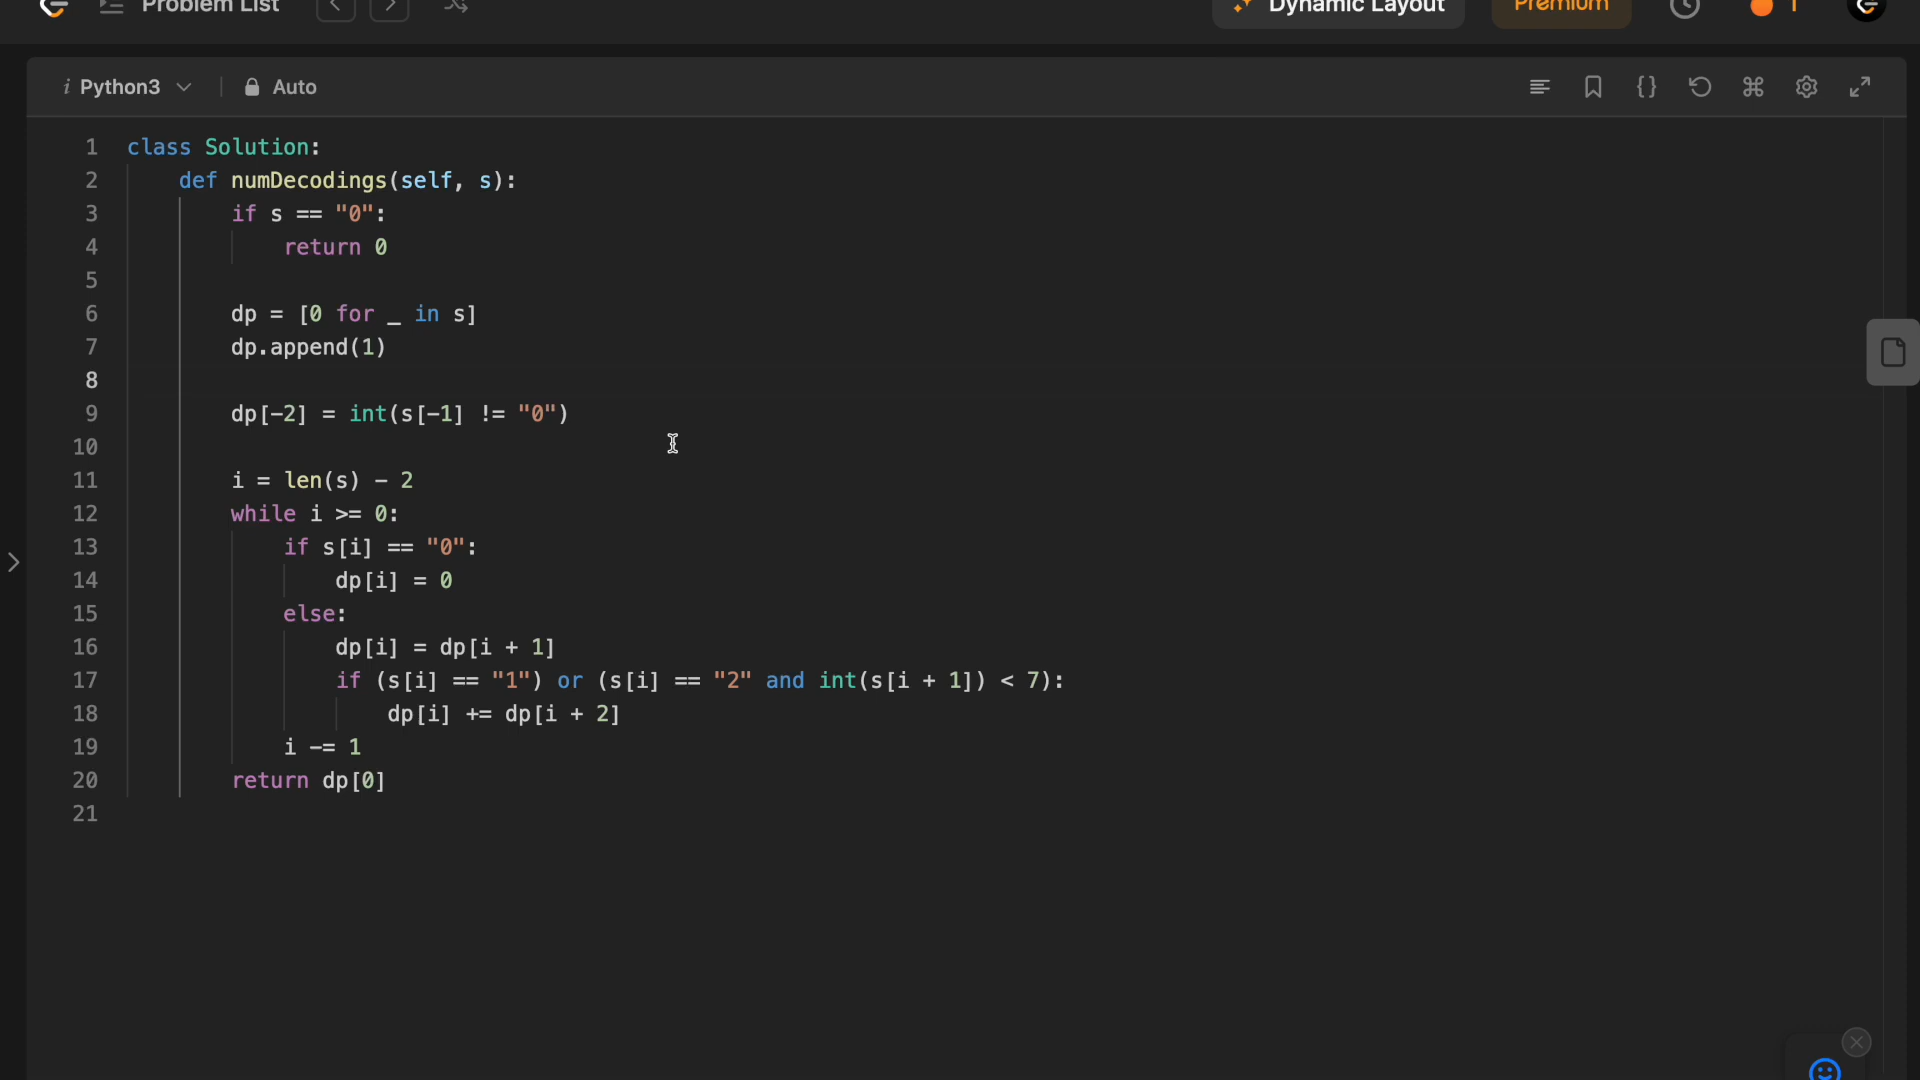 Problem List
Dynamic Layout
Premium
1
i Python3
Auto
1 class Solution:
2 def numDecodings(self, s):
3 if s == "0":
4 return 0
5
6 dp = [0 for _ in s]
7 dp.append(1)
8
9 dp[-2] = int(s[-1] != "0")
10
11 i = len(s) - 2
12 while i >= 0:
13 if s[i] == "0":
14 dp[i] = 0
15 else:
16 dp[i] = dp[i + 1]
17 if (s[i] == "1") or (s[i] == "2" and int(s[i + 1]) < 7):
18 dp[i] += dp[i + 2]
19 i -= 1
20 return dp[0]
21